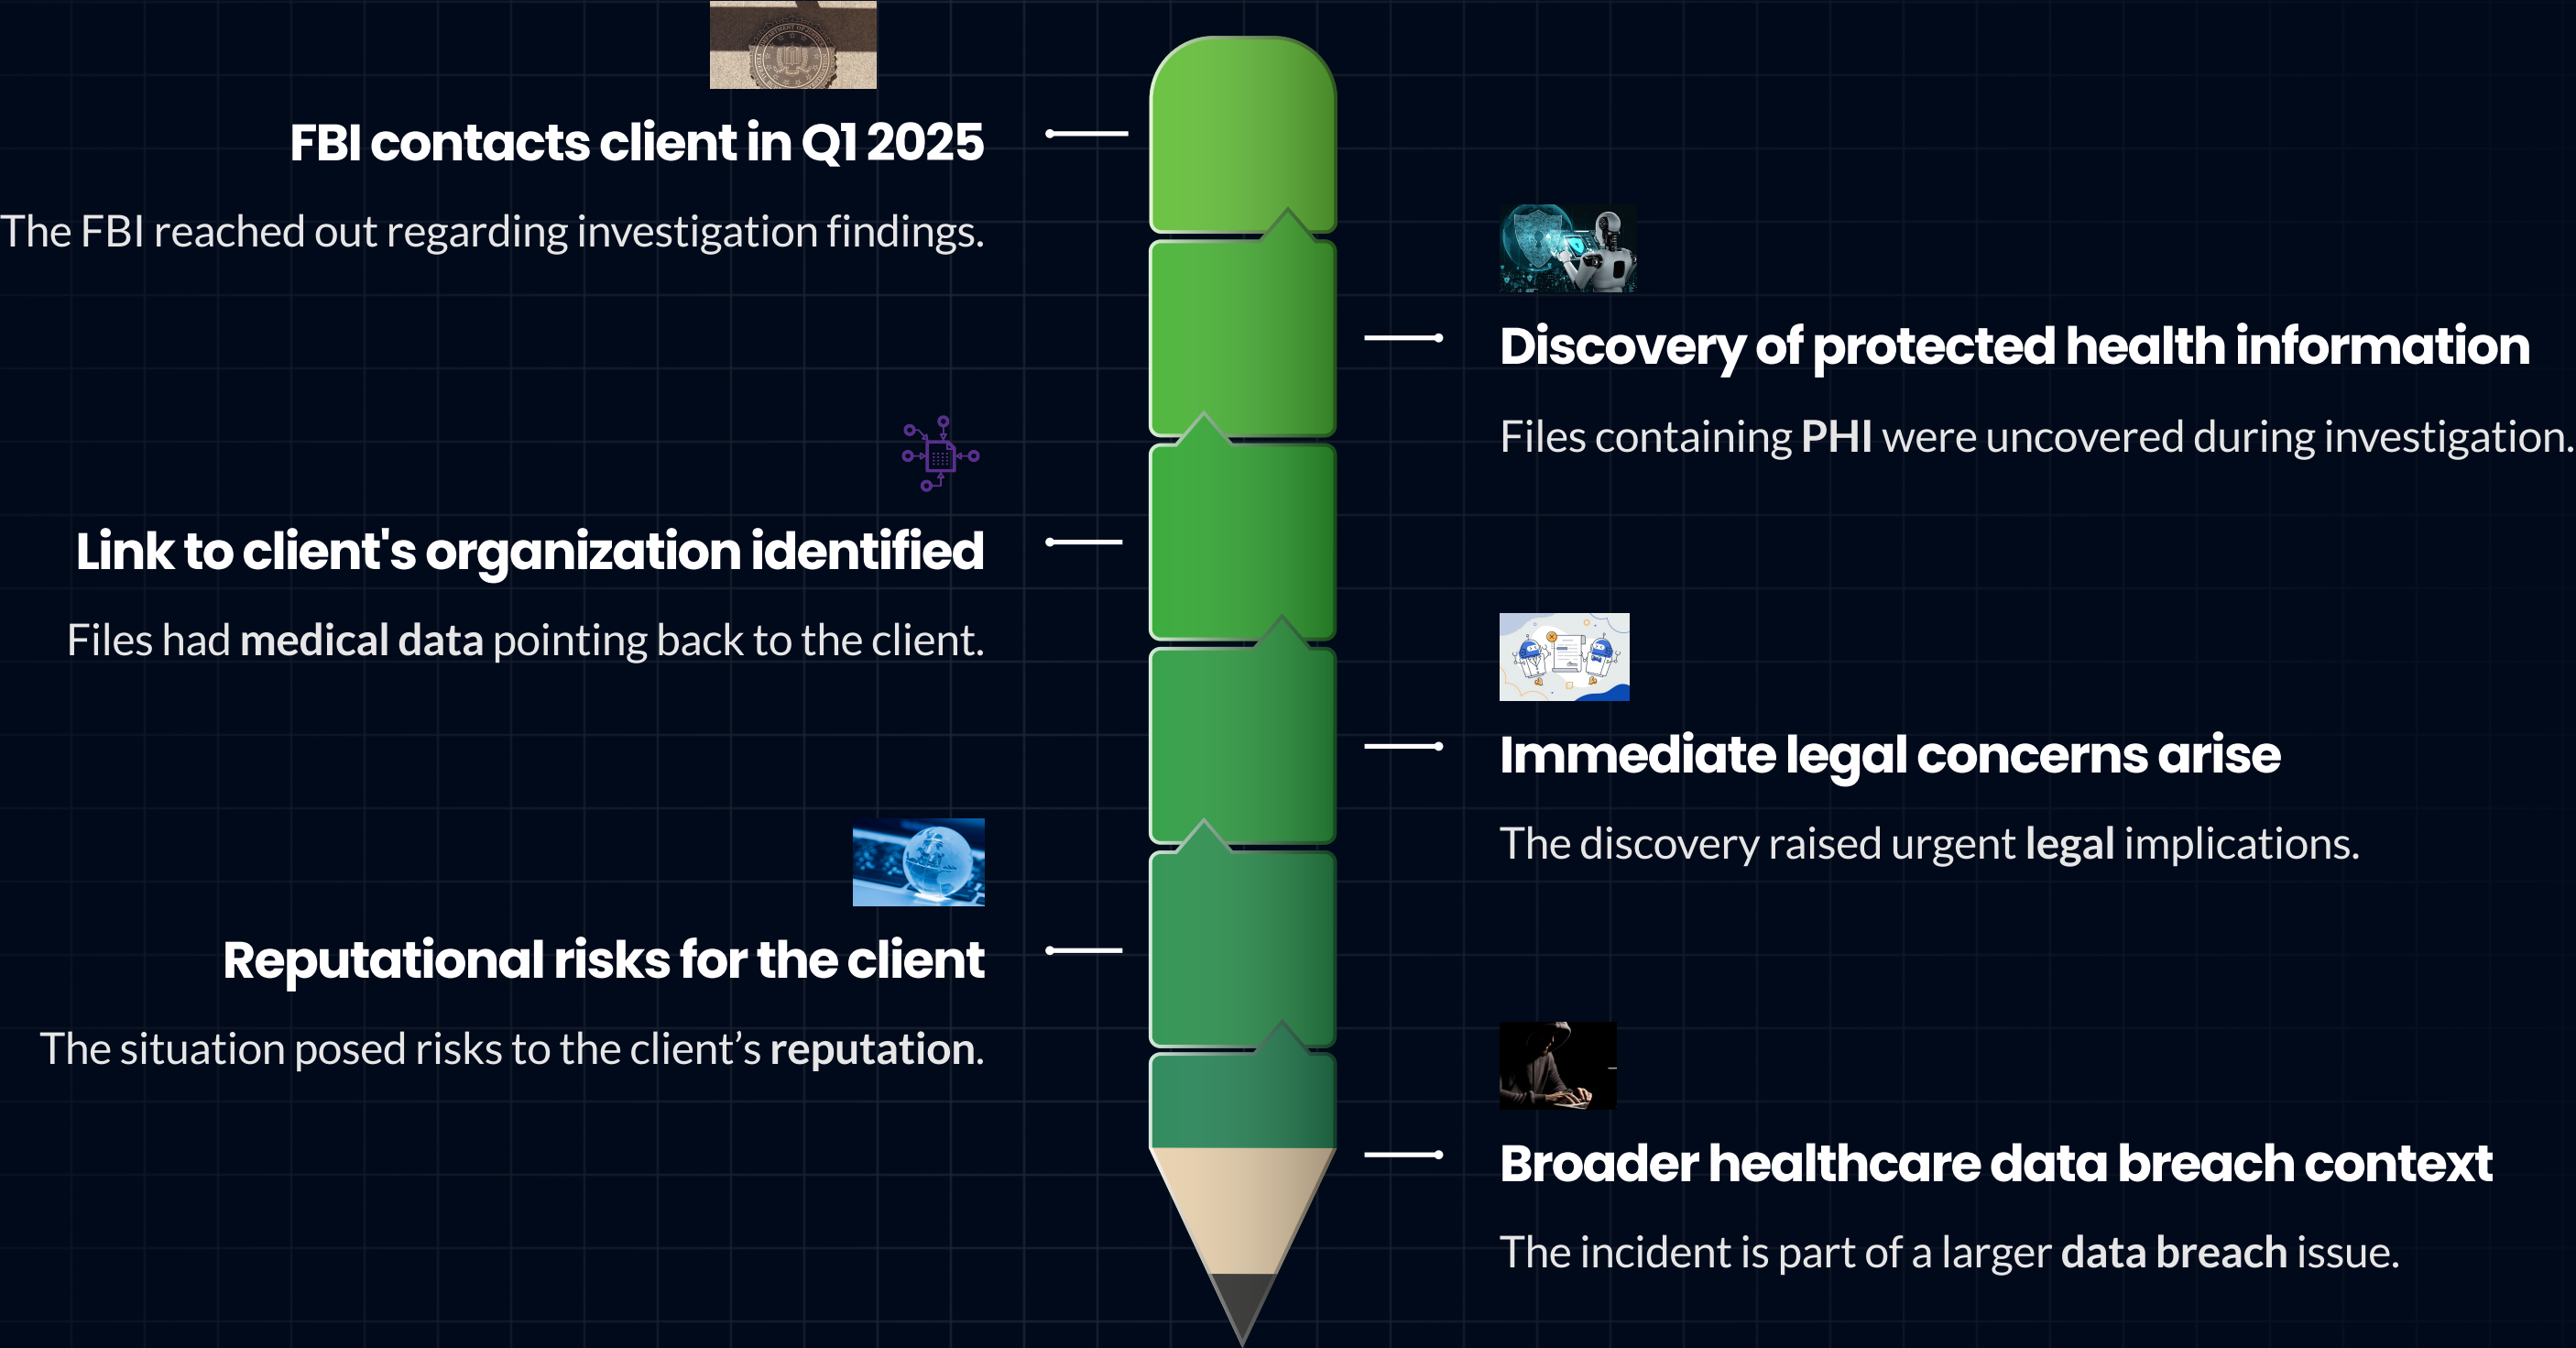 FBI contacts client in Q1 2025
The FBI reached out regarding investigation findings.
Discovery of protected health information
Files containing PHI were uncovered during investigation.
Link to client's organization identified
Files had medical data pointing back to the client.
Immediate legal concerns arise
The discovery raised urgent legal implications.
Reputational risks for the client
The situation posed risks to the client’s reputation.
Broader healthcare data breach context
The incident is part of a larger data breach issue.